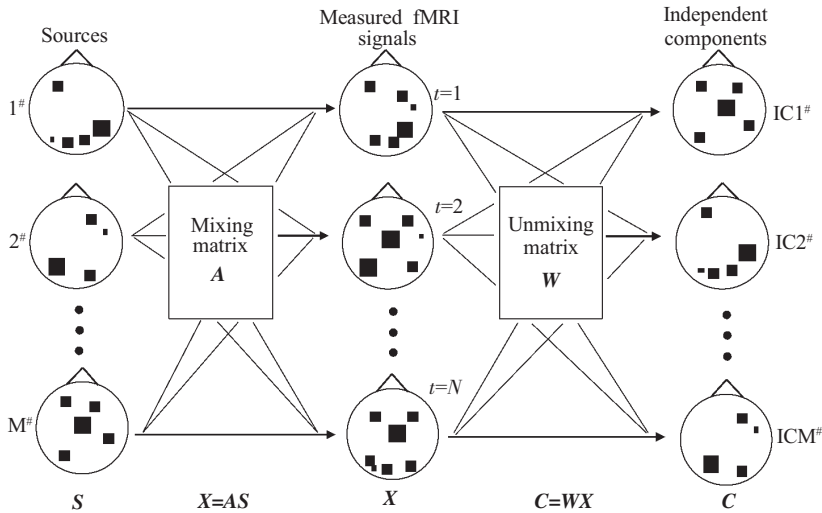 Sources
Measured fMRI
signals
Independent
components
1#
t=1
IC1#
2#
Mixing
matrix
A
t=2
Unmixing
matrix
W
IC2#
M#
t=N
ICM#
S
X=AS
X
C=WX
C